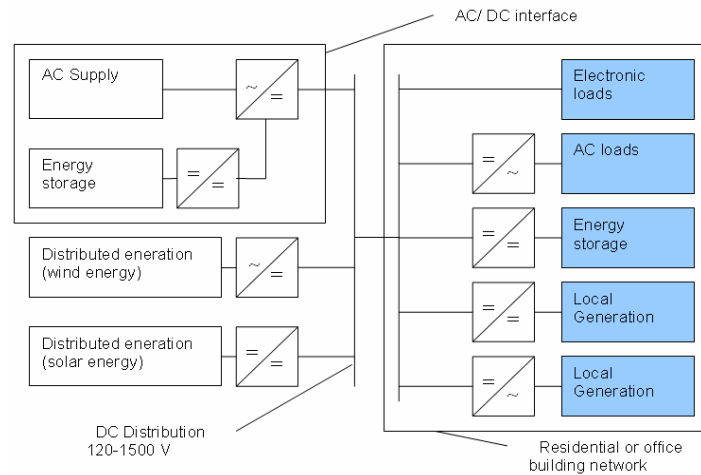 AC/ DC interface
AC Supply
~
=
Energy
storage
=
=
Distributed eneration
(wind energy)
~
=
Distributed eneration
(solar energy)
=
=
DC Distribution
120-1500 V
Electronic
loads
=
~
AC loads
=
=
Energy
storage
=
=
Local
Generation
=
~
Local
Generation
Residential or office
building network